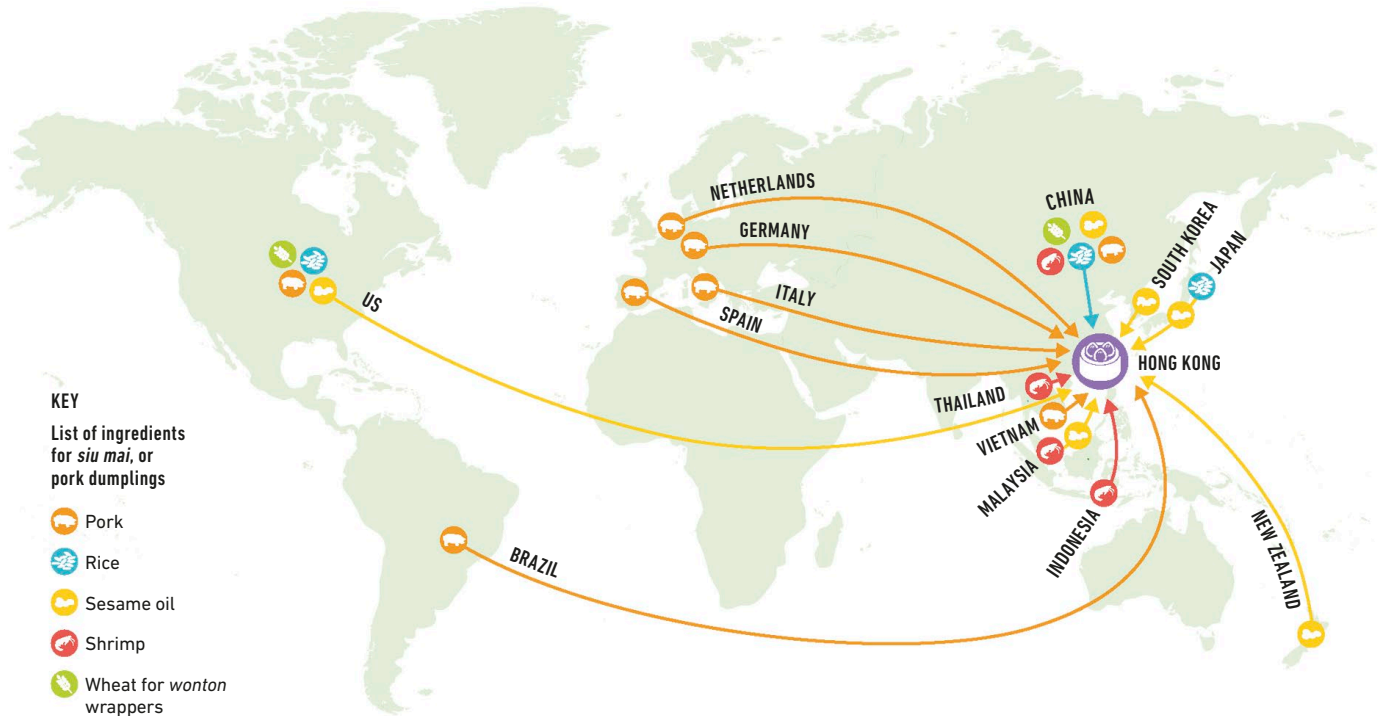 NETHERLANDS
GERMANY
ITALY
SPAIN
US
CHINA
SOUTH KOREA
JAPAN
HONG KONG
THAILAND
VIETNAM
MALAYSIA
INDONESIA
BRAZIL
NEW ZEALAND
KEY
List of ingredients
for siu mai, or
pork dumplings
Pork
Rice
Sesame oil
Shrimp
Wheat for wonton
wrappers